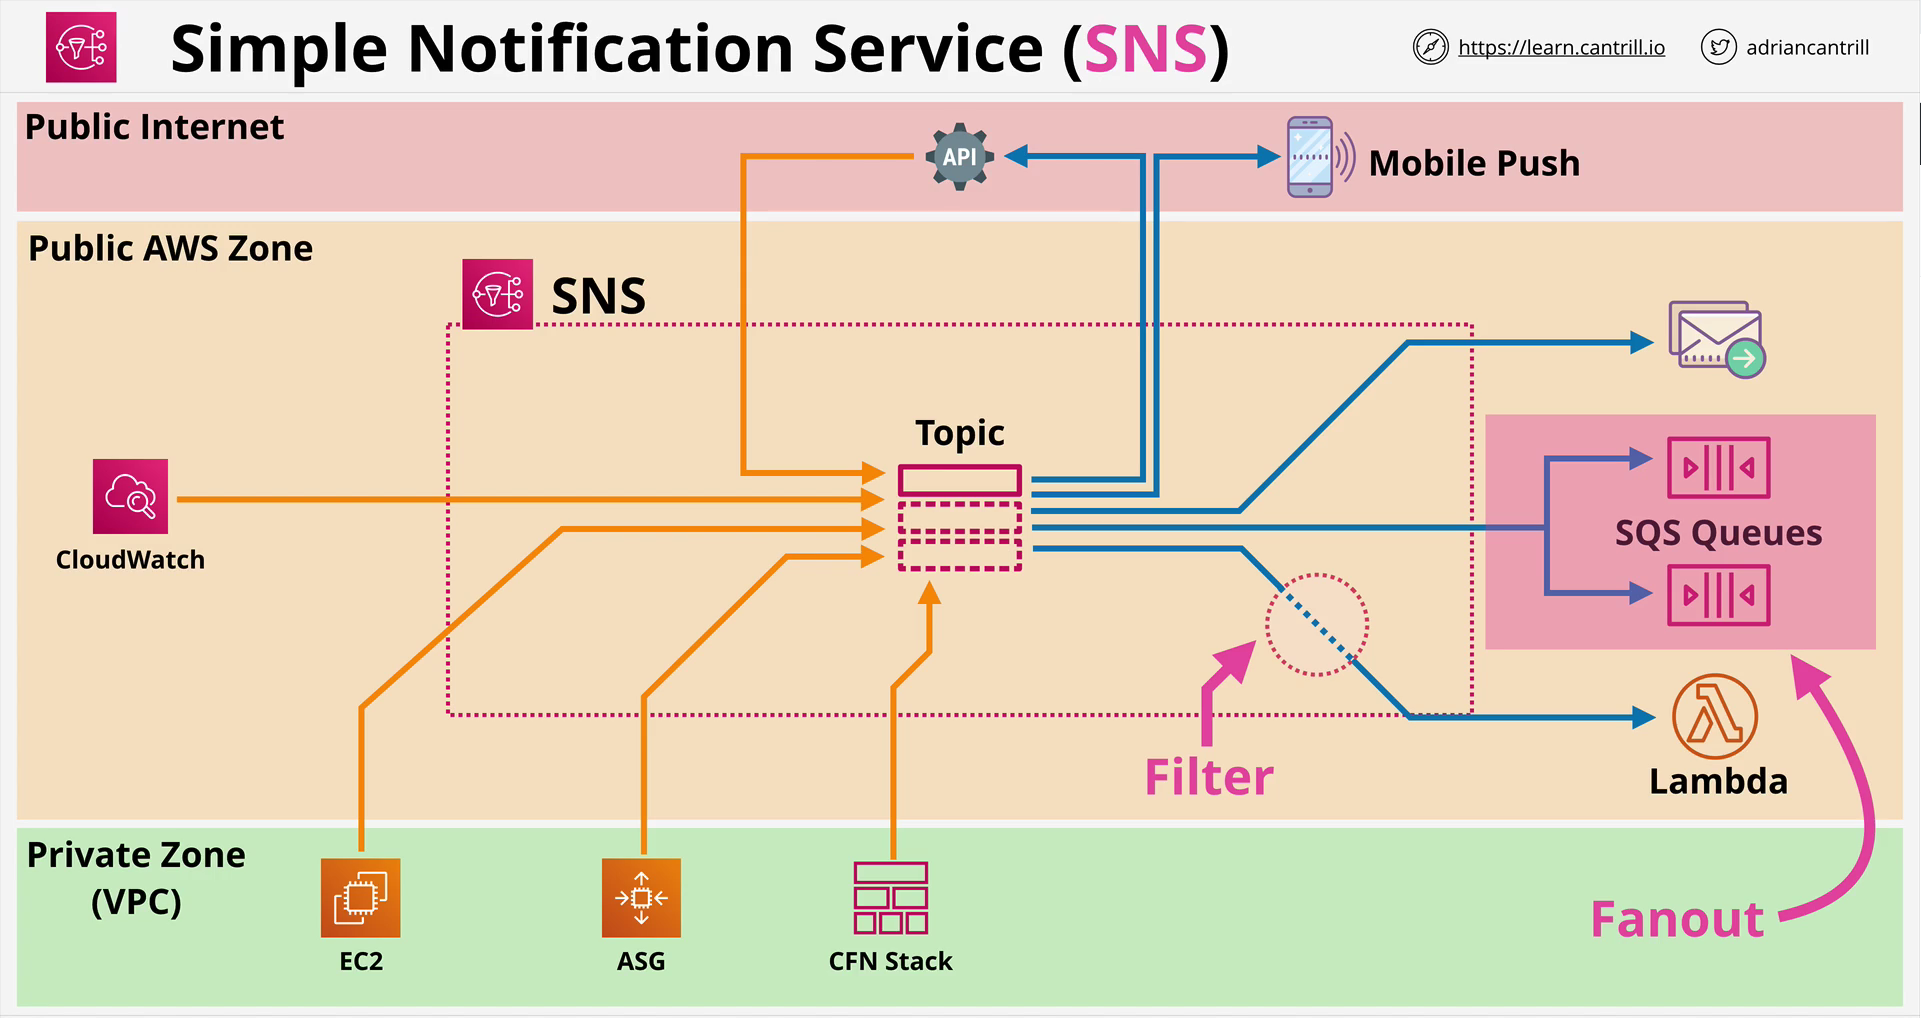 Simple Notification Service (SNS)
https://learn.cantrill.io
adriancantrill
Public Internet
API
Mobile Push
Public AWS Zone
SNS
Topic
CloudWatch
SQS Queues
Filter
Lambda
Private Zone
(VPC)
EC2
ASG
CFN Stack
Fanout